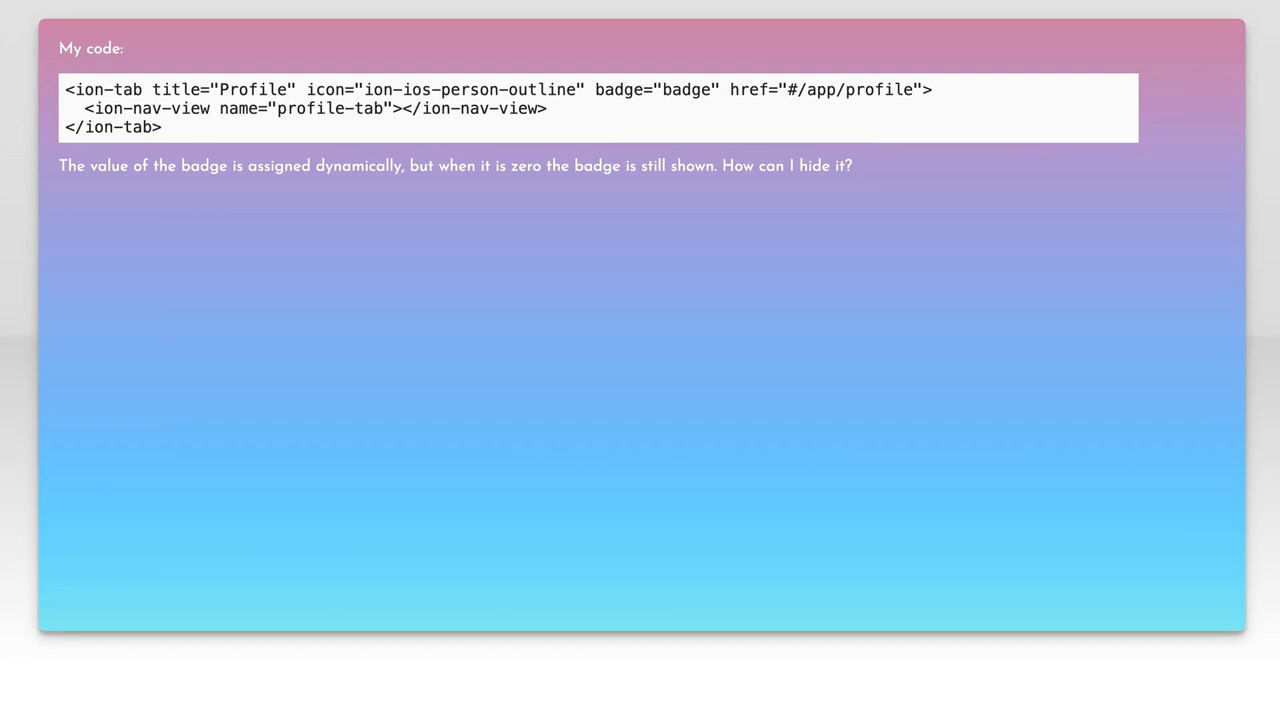 My code:
<ion-tab title="Profile" icon="ion-ios-person-outline" badge="badge" href="#/app/profile">
  <ion-nav-view name="profile-tab"></ion-nav-view>
</ion-tab>
The value of the badge is assigned dynamically, but when it is zero the badge is still shown. How can I hide it?